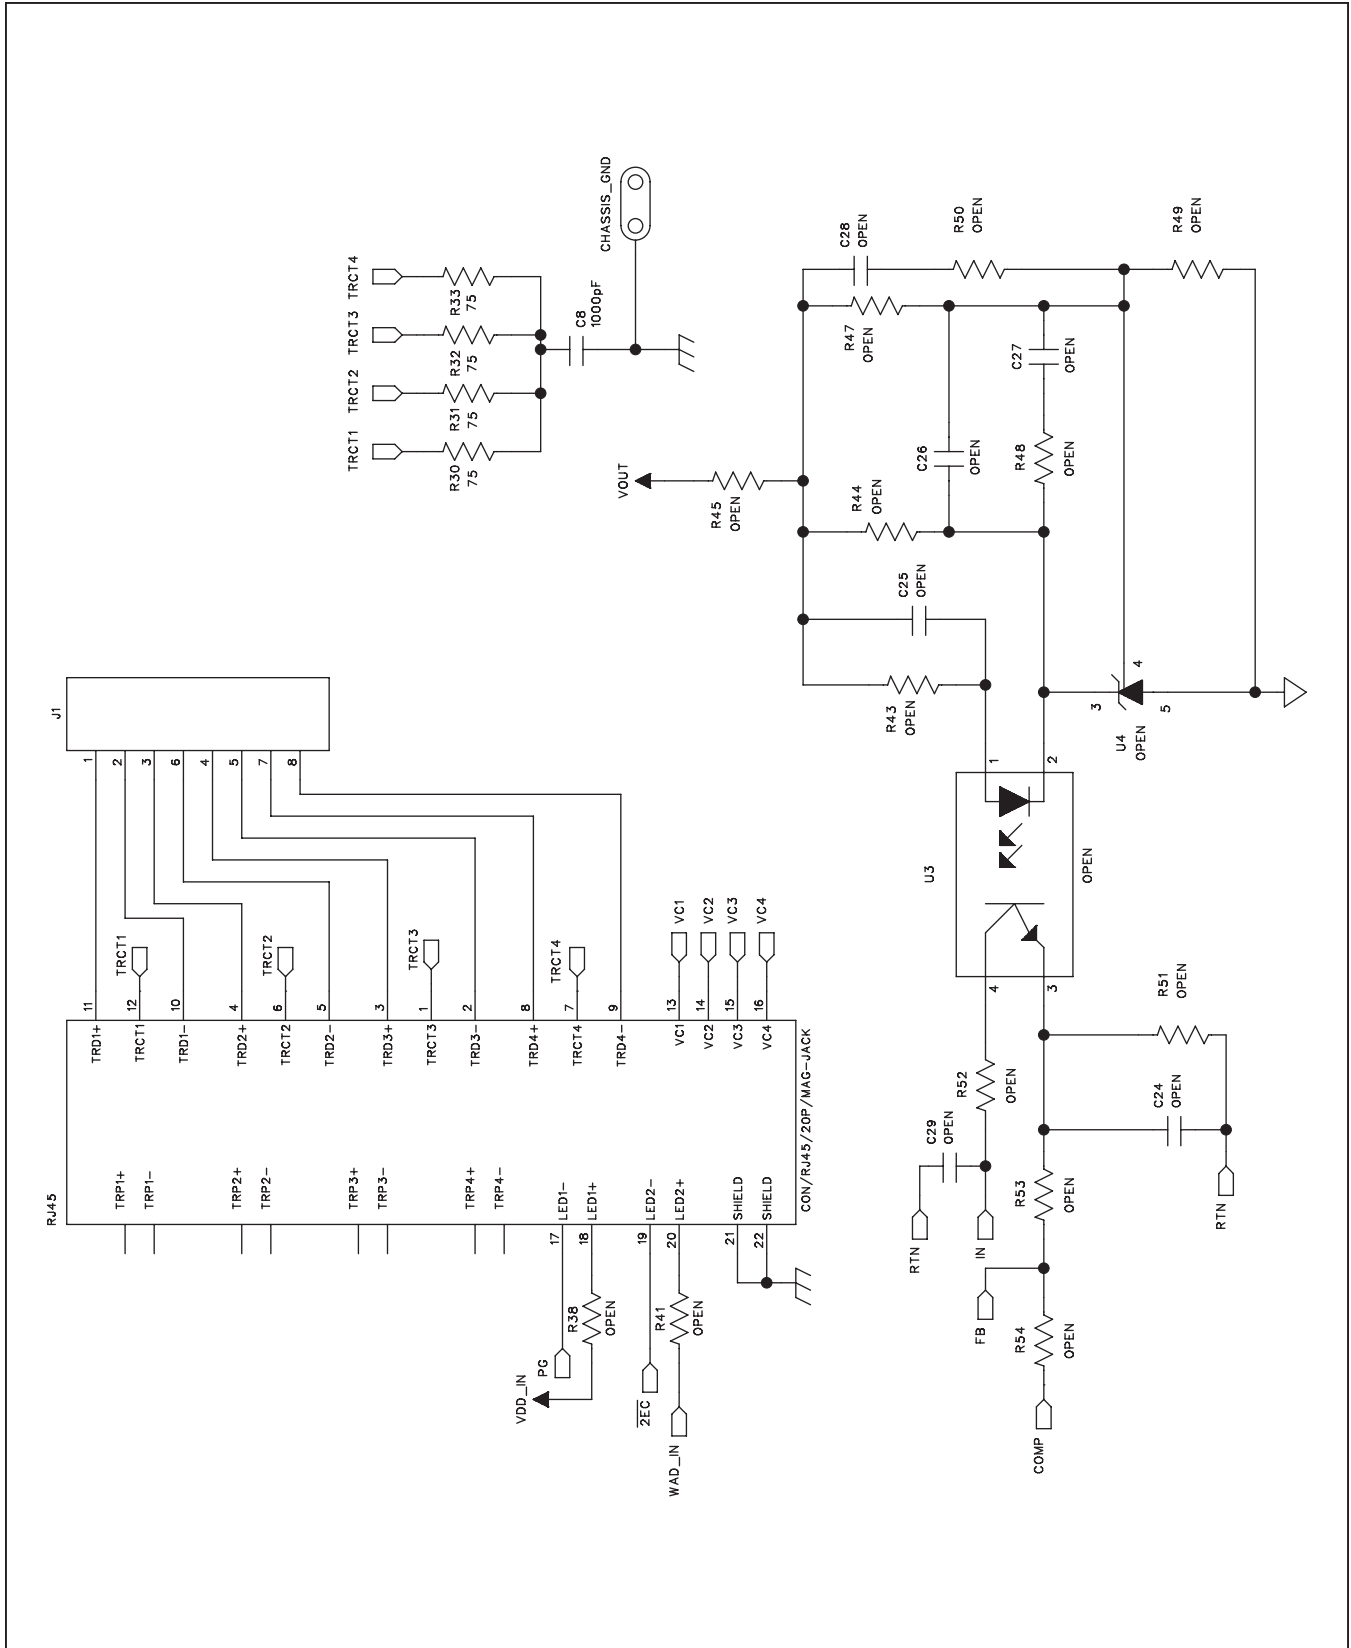 RJ45
TRP1+
TRP1-
TRP2+
TRP2-
TRP3+
TRP3-
TRP4+
TRP4-
17 LED1-
18 LED1+
19 LED2-
20 LED2+
21 SHIELD
22 SHIELD
CON/RJ45/20P/MAG-JACK
PG
VDD_IN
R38
OPEN
2EC
R41
OPEN
WAD_IN
TRD1+ 11
TRCT1 12 TRCT1
TRD1- 10
TRD2+ 4
TRCT2 6 TRCT2
TRD2- 5
TRD3+ 3
TRCT3 1 TRCT3
TRD3- 2
TRD4+ 8
TRCT4 7 TRCT4
TRD4- 9
VC1 13 VC1
VC2 14 VC2
VC3 15 VC3
VC4 16 VC4
J1
1
2
3
6
4
5
7
8
TRCT1
TRCT2
TRCT3
TRCT4
R30
75
R31
75
R32
75
R33
75
C8
1000pF
CHASSIS_GND
VOUT
R45
OPEN
R43
OPEN
C25
OPEN
R44
OPEN
R47
OPEN
C28
OPEN
R50
OPEN
C26
OPEN
R48
OPEN
C27
OPEN
R49
OPEN
3
4
5
U4
OPEN
U3
1
2
4
3
OPEN
RTN
C29
OPEN
IN
R52
OPEN
FB
COMP
R54
OPEN
R53
OPEN
C24
OPEN
R51
OPEN
RTN